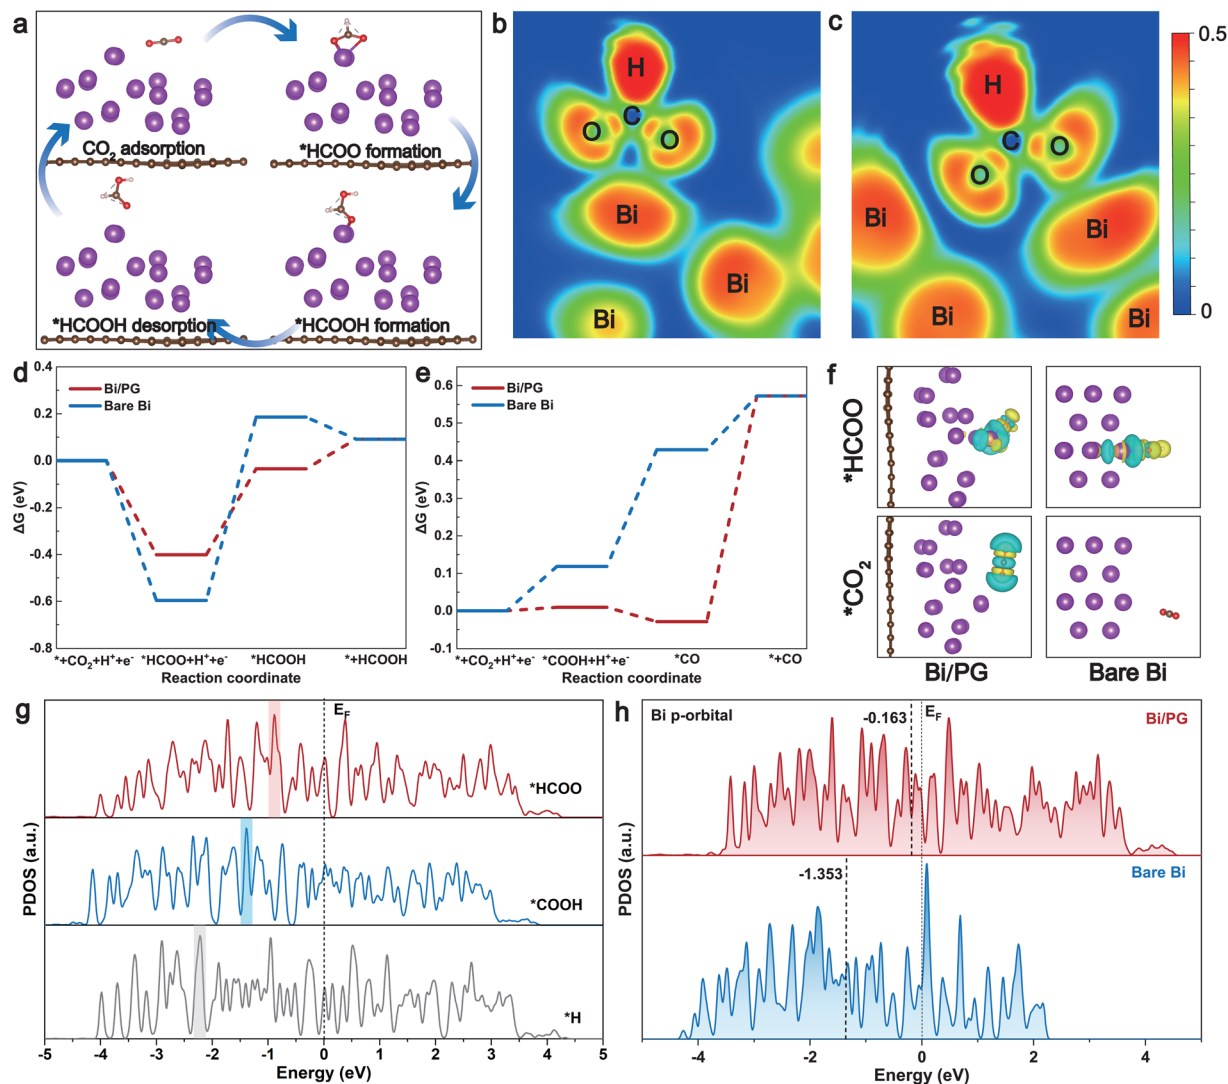 a
CO2 adsorption
*HCOO formation
*HCOOH desorption
*HCOOH formation
b
H
C
O
O
Bi
Bi
Bi
c
H
C
O
O
Bi
Bi
Bi
Bi
0.5
0
d
Bi/PG
Bare Bi
0.4
0.2
0.0
-0.2
-0.4
-0.6
-0.8
ΔG (eV)
*+CO2+H++e-
*HCOO+H++e-
*HCOOH
*+HCOOH
Reaction coordinate
e
Bi/PG
Bare Bi
0.6
0.5
0.4
0.3
0.2
0.1
0.0
-0.1
ΔG (eV)
*+CO2+H++e-
*COOH+H++e-
*CO
*+CO
Reaction coordinate
f
*HCOO
*CO2
Bi/PG
Bare Bi
g
EF
*HCOO
*COOH
*H
PDOS (a.u.)
-5
-4
-3
-2
-1
0
1
2
3
4
5
Energy (eV)
h
Bi p-orbital
-0.163
EF
Bi/PG
-1.353
Bare Bi
PDOS (a.u.)
-4
-2
0
2
4
Energy (eV)